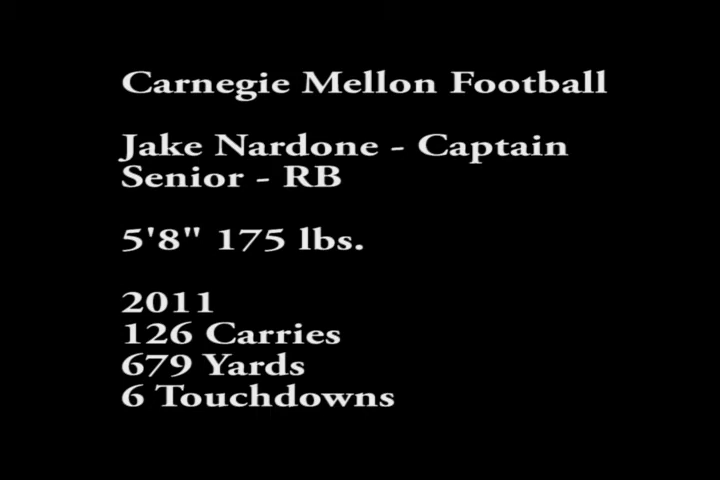 Carnegie Mellon Football
Jake Nardone - Captain
Senior - RB
5'8" 175 lbs.
2011
126 Carries
679 Yards
6 Touchdowns